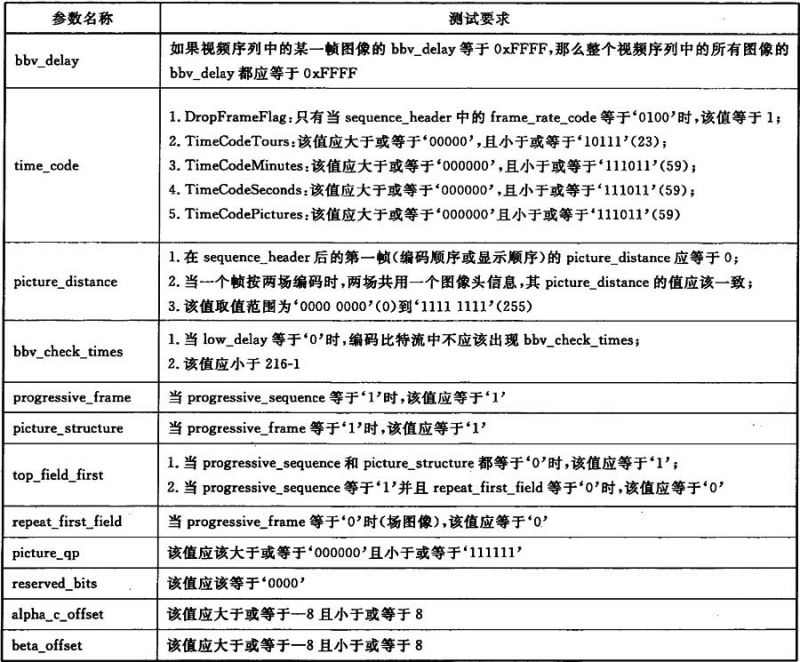 参数名称 测试要求
bbv_delay 如果视频序列中的某一帧图像的 bbv_delay 等于 0xFFFF,那么整个视频序列中的所有图像的
bbv_delay 都应等于 0xFFFF
time_code 1. DropFrameFlag:只有当 sequence_header 中的 frame_rate_code 等于‘0100’时,该值等于 1;
2. TimeCodeTours:该值应大于或等于‘00000’,且小于或等于‘10111’(23);
3. TimeCodeMinutes:该值应大于或等于‘000000’,且小于或等于‘111011’(59);
4. TimeCodeSeconds:该值应大于或等于‘000000’,且小于或等于‘111011’(59);
5. TimeCodePictures:该值应大于或等于‘000000’且小于或等于‘111011’(59)
picture_distance 1. 在 sequence_header 后的第一帧(编码顺序或显示顺序)的 picture_distance 应等于 0;
2. 当一个帧按两场编码时,两场共用一个图像头信息,其 picture_distance 的值应该一致;
3. 该值取值范围为‘0000 0000’(0)到‘1111 1111’(255)
bbv_check_times 1. 当 low_delay 等于‘0’时,编码比特流中不应该出现 bbv_check_times;
2. 该值应小于 216-1
progressive_frame 当 progressive_sequence 等于‘1’时,该值应等于‘1’
picture_structure 当 progressive_frame 等于‘1’时,该值应等于‘1’
top_field_first 1. 当 progressive_sequence 和 picture_structure 都等于‘0’时,该值应等于‘1’;
2. 当 progressive_sequence 等于‘1’并且 repeat_first_field 等于‘0’时,该值应等于‘0’
repeat_first_field 当 progressive_frame 等于‘0’时(场图像),该值应等于‘0’
picture_qp 该值应该大于或等于‘000000’且小于或等于‘111111’
reserved_bits 该值应该等于‘0000’
alpha_c_offset 该值应大于或等于—8 且小于或等于 8
beta_offset 该值应大于或等于—8 且小于或等于 8